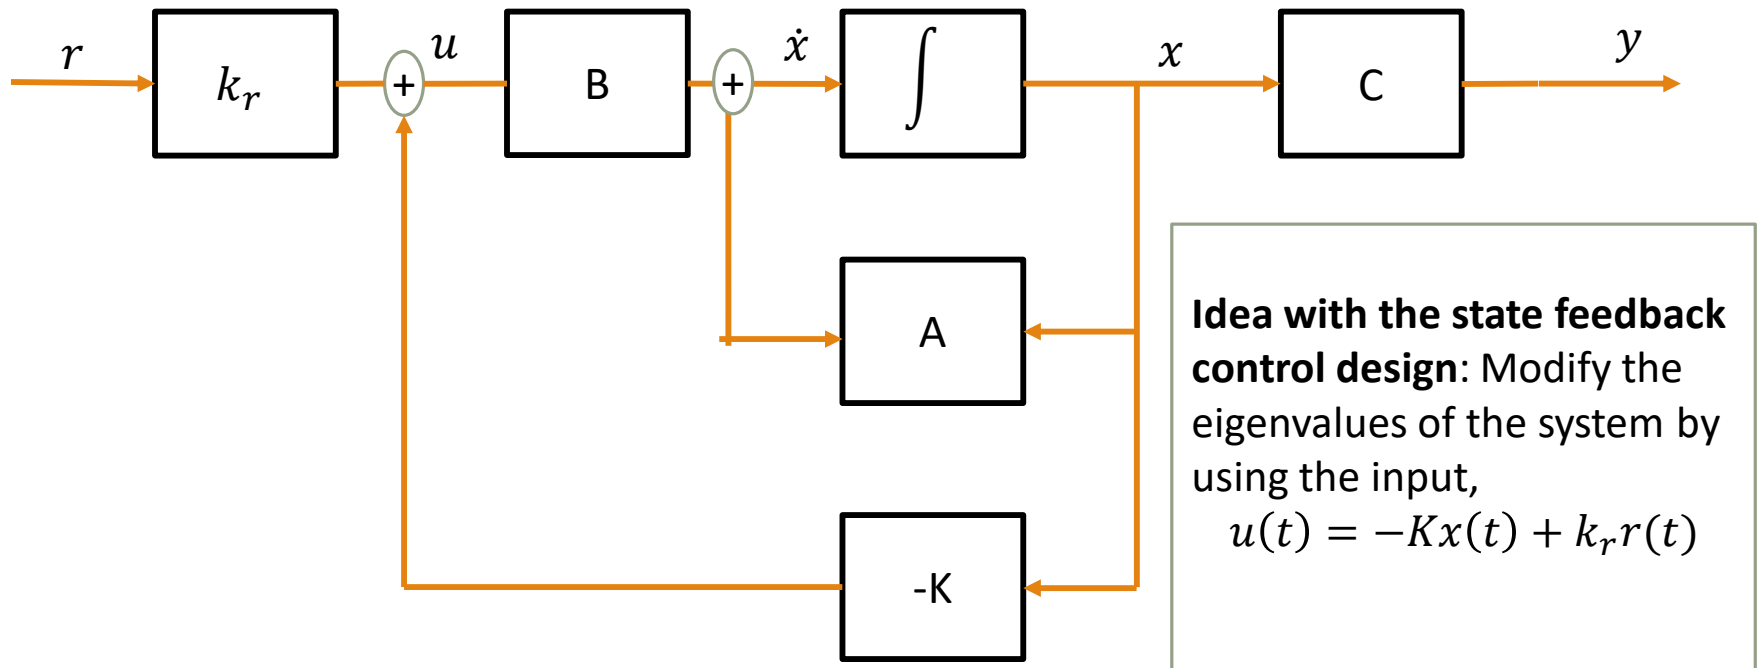 r
k_r
+
u
B
+
ẋ
∫
x
C
y
A
-K
Idea with the state feedback
control design: Modify the
eigenvalues of the system by
using the input,
u(t) = −Kx(t) + k_r r(t)